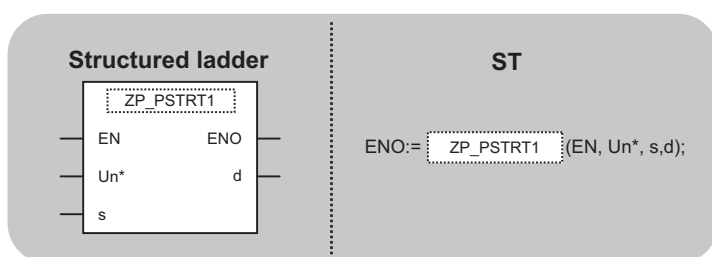 Structured ladder
ZP_PSTRT1
EN ENO
Un* d
s
ST
ENO:= ZP_PSTRT1 (EN, Un*, s,d);